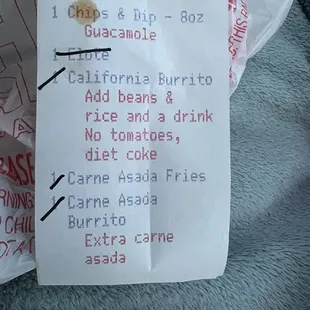 1 Chips & Dip - 8oz
Guacamole
1 Elote
1 California Burrito
Add beans &
rice and a drink
No tomatoes,
diet coke
1 Carne Asada Fries
1 Carne Asada
Burrito
Extra carne
asada
THIS